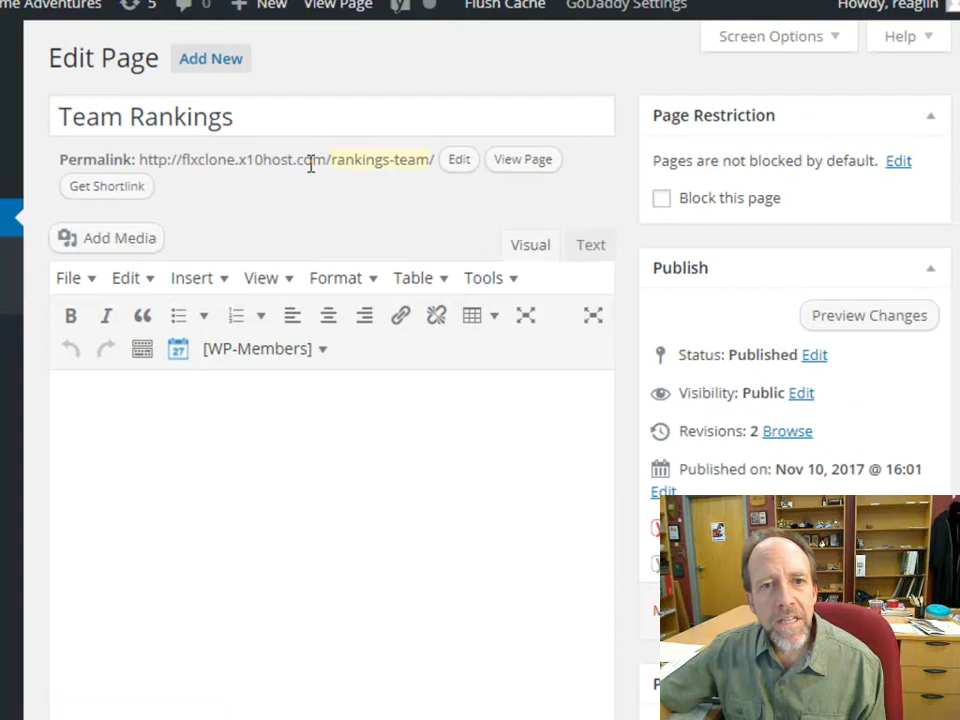 me Adventures 5 0 New View Page Flush Cache GoDaddy Settings Howdy, reaglin
Screen Options Help
Edit Page Add New
Team Rankings
Permalink: http://flxclone.x10host.com/rankings-team/ Edit View Page
Get Shortlink
Add Media
Visual Text
File Edit Insert View Format Table Tools
B I
27 [WP-Members]
Page Restriction
Pages are not blocked by default. Edit
Block this page
Publish
Preview Changes
Status: Published Edit
Visibility: Public Edit
Revisions: 2 Browse
Published on: Nov 10, 2017 @ 16:01
Edit